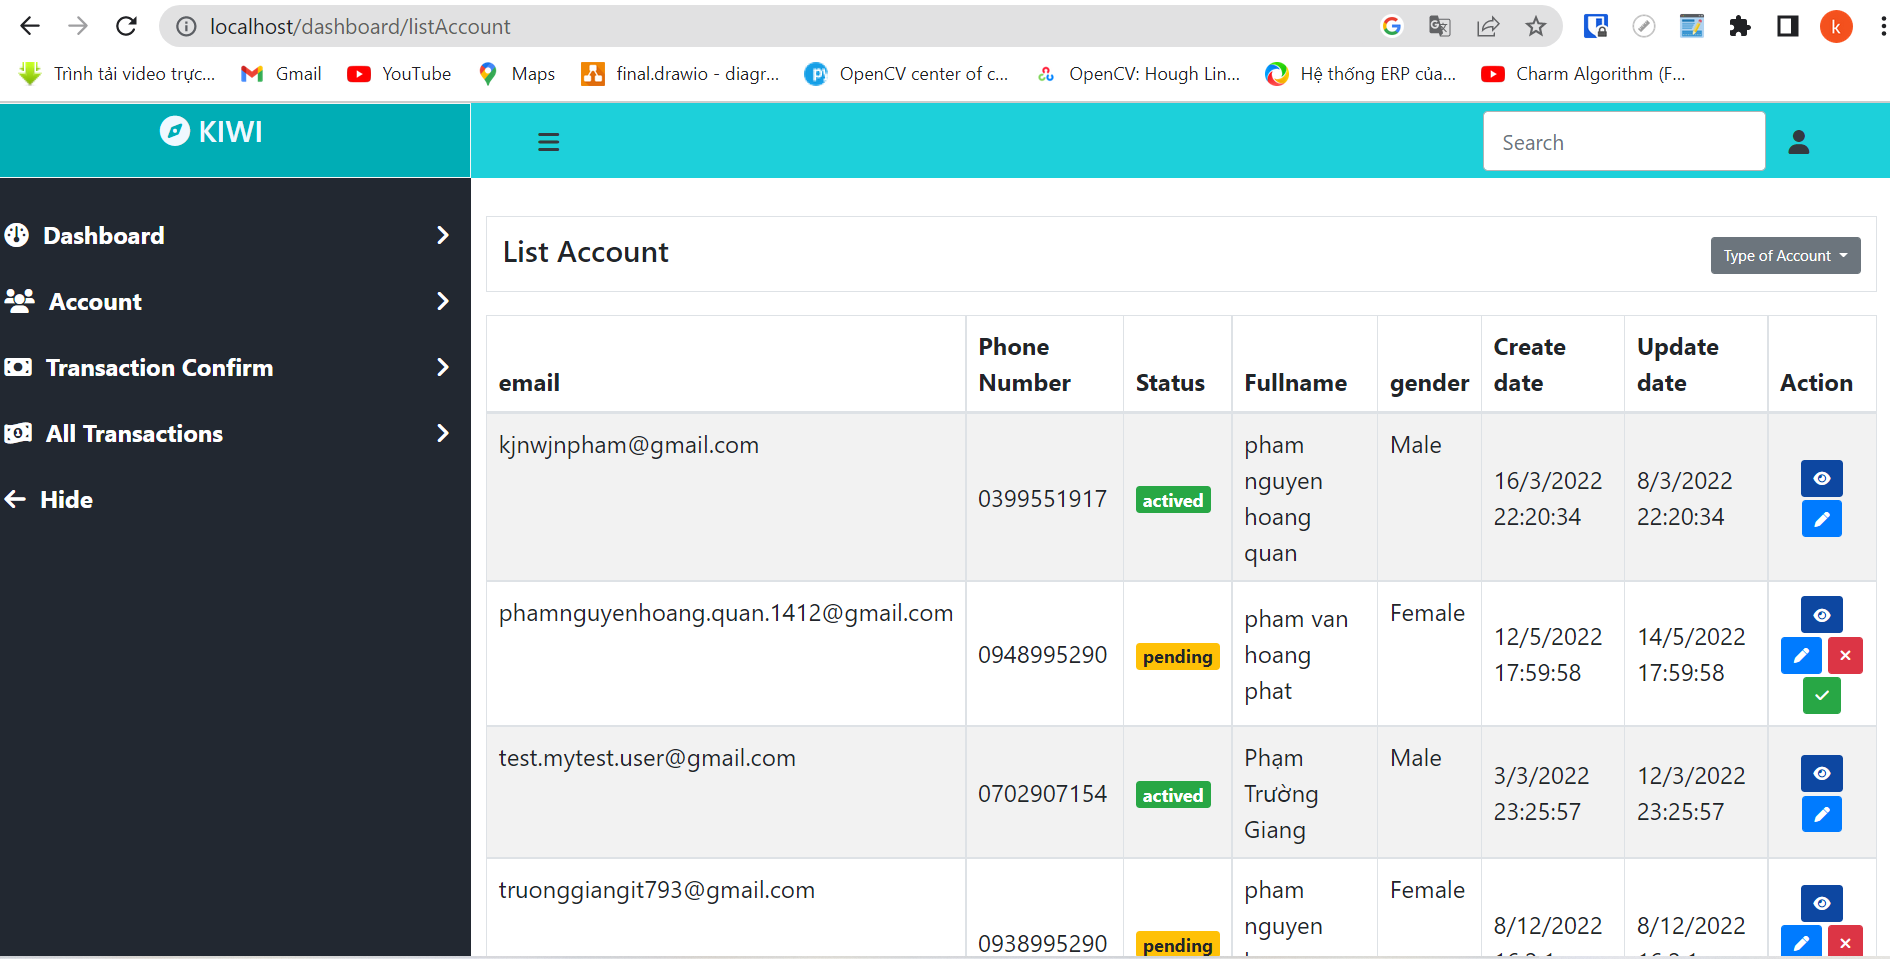 localhost/dashboard/listAccount
k
Trình tải video trực...
Gmail
YouTube
Maps
final.drawio - diagr...
OpenCV center of c...
OpenCV: Hough Lin...
Hệ thống ERP của...
Charm Algorithm (F...
KIWI
Search
Dashboard
Account
Transaction Confirm
All Transactions
Hide
List Account
Type of Account
email
Phone
Number
Status
Fullname
gender
Create
date
Update
date
Action
kjnwjnpham@gmail.com
0399551917
actived
pham
nguyen
hoang
quan
Male
16/3/2022
22:20:34
8/3/2022
22:20:34
phamnguyenhoang.quan.1412@gmail.com
0948995290
pending
pham van
hoang
phat
Female
12/5/2022
17:59:58
14/5/2022
17:59:58
test.mytest.user@gmail.com
0702907154
actived
Phạm
Trường
Giang
Male
3/3/2022
23:25:57
12/3/2022
23:25:57
truonggiangit793@gmail.com
0938995290
pending
pham
nguyen
Female
8/12/2022
8/12/2022